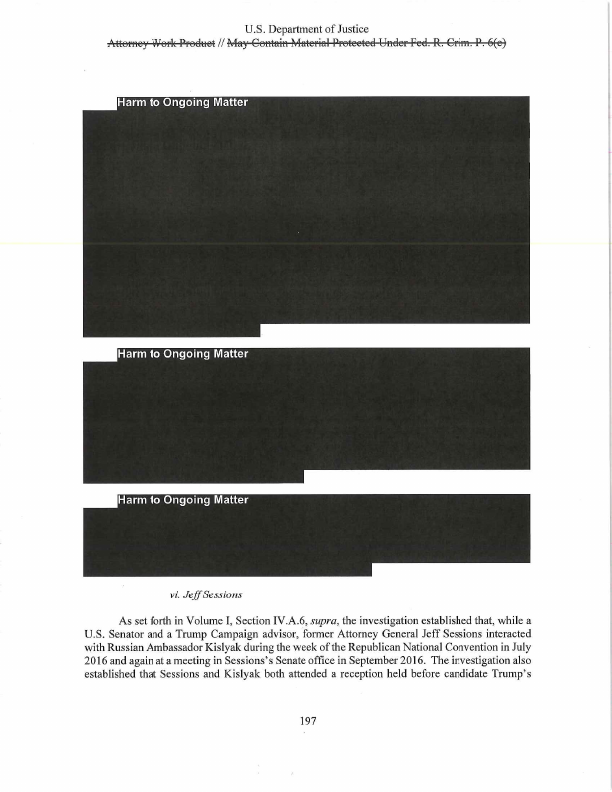 U.S. Department of Justice
Attorney Work Product // May Contain Material Protected Under Fed. R. Crim. P. 6(e)
Harm to Ongoing Matter
Harm to Ongoing Matter
Harm to Ongoing Matter
vi. Jeff Sessions
As set forth in Volume I, Section IV.A.6, supra, the investigation established that, while a
U.S. Senator and a Trump Campaign advisor, former Attorney General Jeff Sessions interacted
with Russian Ambassador Kislyak during the week of the Republican National Convention in July
2016 and again at a meeting in Sessions's Senate office in September 2016. The investigation also
established that Sessions and Kislyak both attended a reception held before candidate Trump's
197